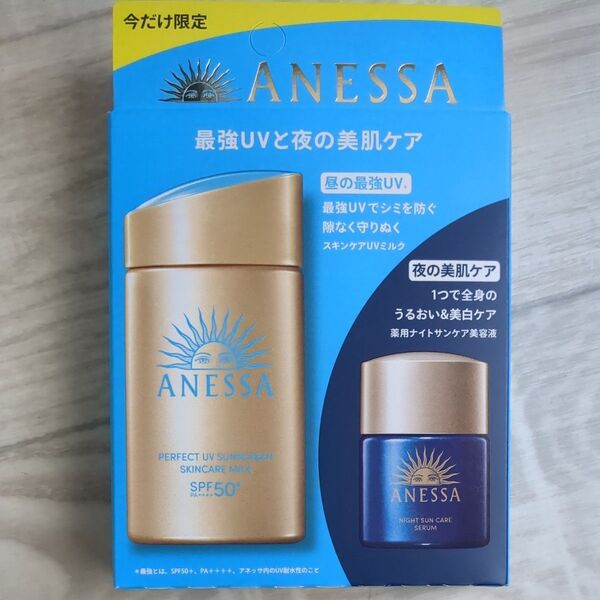 今だけ限定
ANESSA
最強UVと夜の美肌ケア
昼の最強UV*
最強UVでシミを防ぐ
隙なく守りぬく
スキンケアUVミルク
夜の美肌ケア
1つで全身の
うるおい&美白ケア
薬用ナイトサンケア美容液
ANESSA
PERFECT UV SUNSCREEN
SKINCARE MILK
SPF50+
PA++++
ANESSA
NIGHT SUN CARE
SERUM
*最強とは、SPF50+、PA++++、アネッサ内のUV耐水性のこと